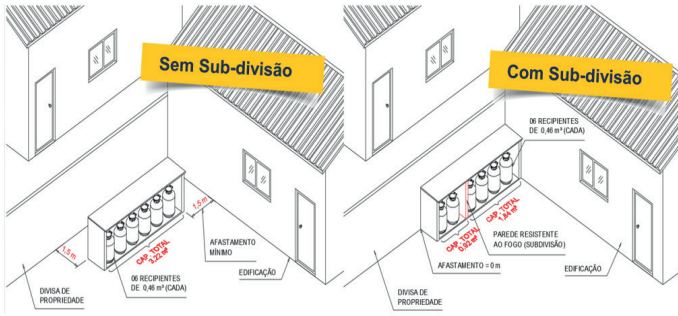 Sem Sub-divisão
1,5 m
1,5 m
CAP. TOTAL
3,22 m³
AFASTAMENTO
MÍNIMO
06 RECIPIENTES
DE 0,46 m³ (CADA)
EDIFICAÇÃO
DIVISA DE
PROPRIEDADE
Com Sub-divisão
06 RECIPIENTES
DE 0,46 m³ (CADA)
CAP. TOTAL
1,84 m³
CAP. TOTAL
0,92 m³
PAREDE RESISTENTE
AO FOGO (SUBDIVISÃO)
AFASTAMENTO = 0 m
EDIFICAÇÃO
DIVISA DE
PROPRIEDADE